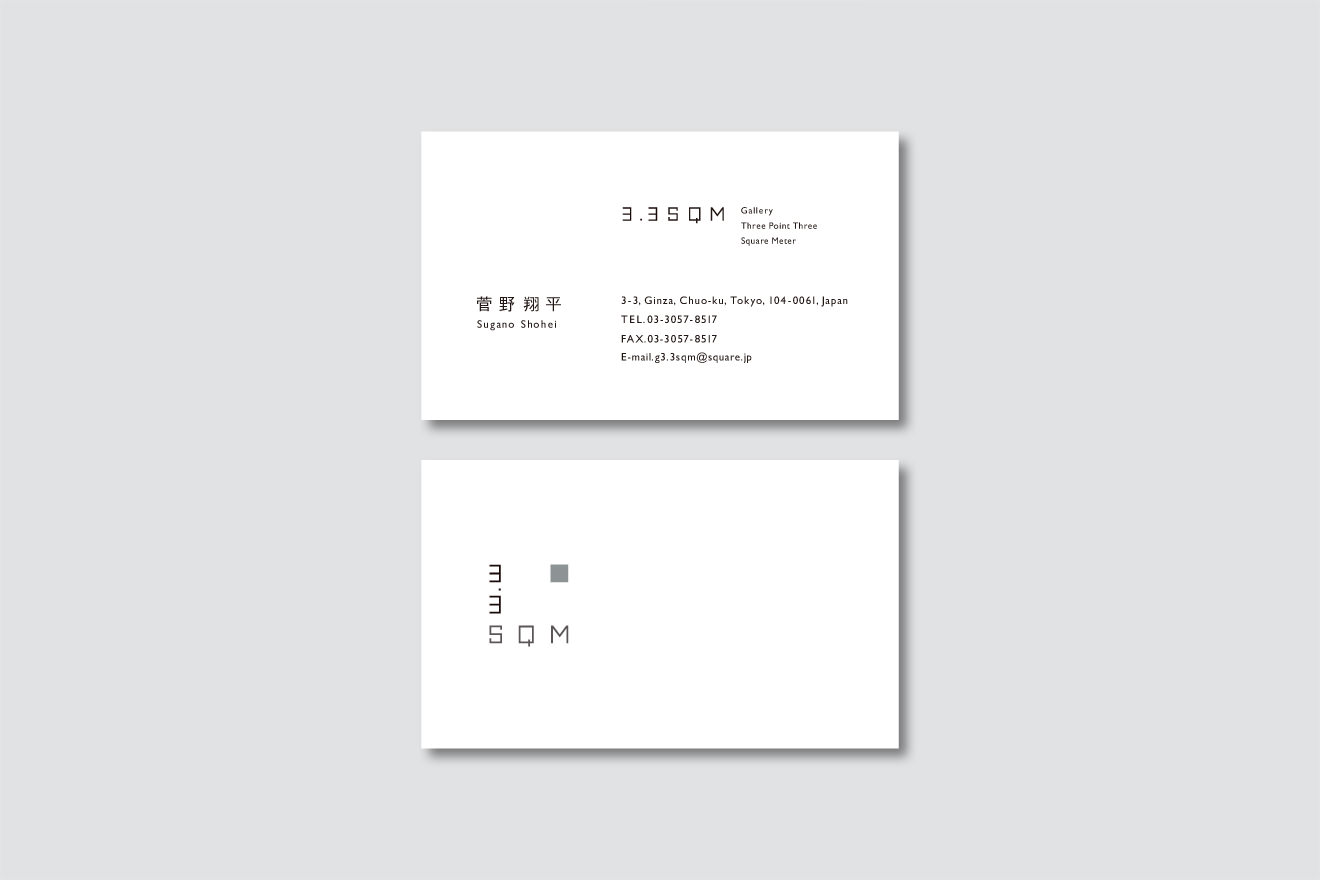 3.3SQM
Gallery
Three Point Three
Square Meter
菅野 翔平
Sugano Shohei
3-3, Ginza, Chuo-ku, Tokyo, 104-0061, Japan
TEL.03-3057-8517
FAX.03-3057-8517
E-mail.g3.3sqm@square.jp
3.3
SQM